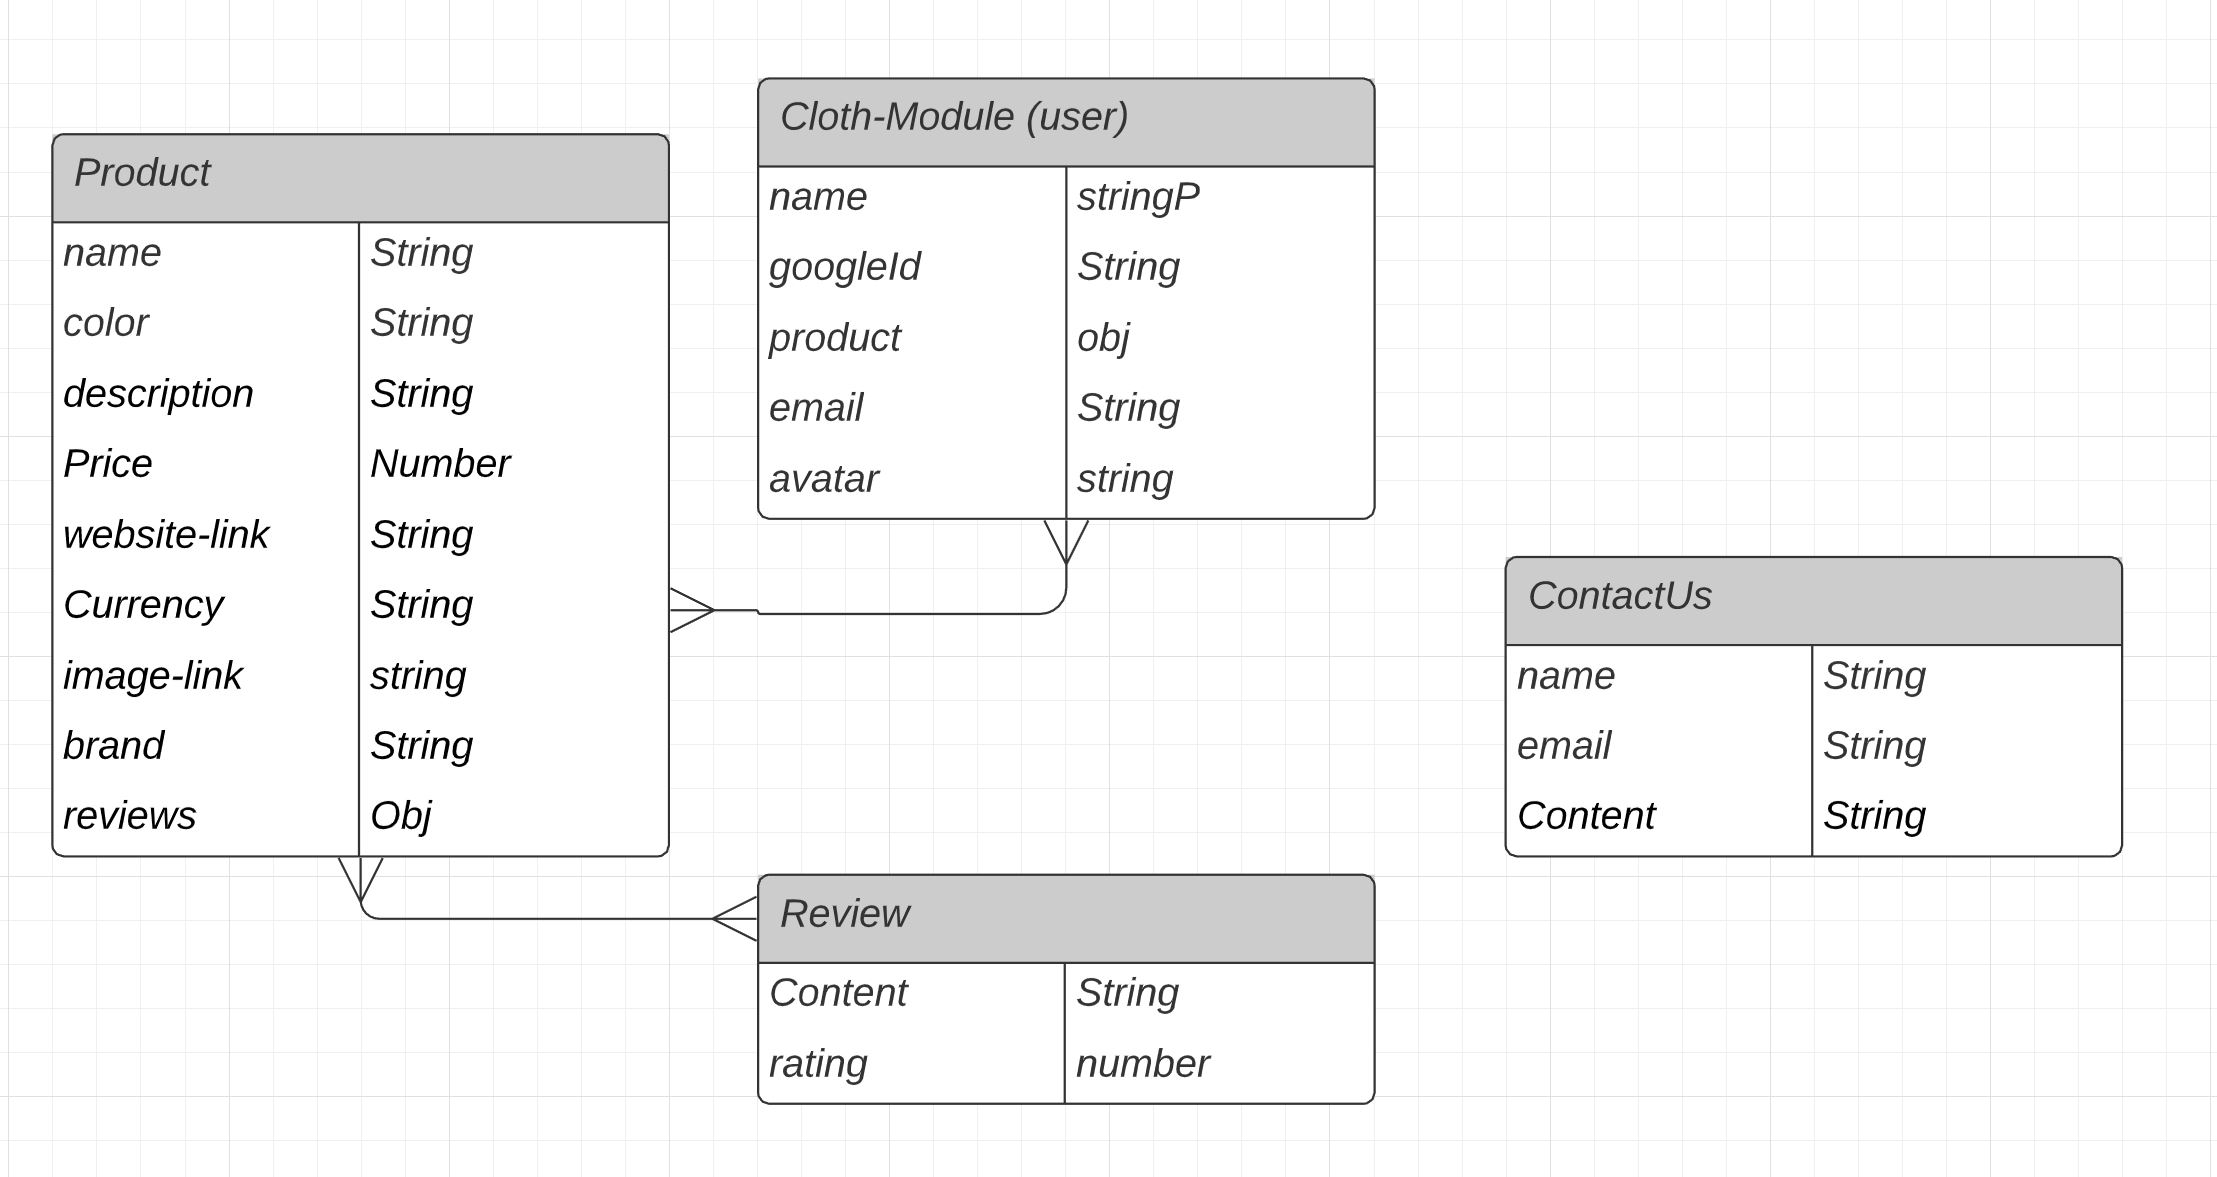 Product
name String
color String
description String
Price Number
website-link String
Currency String
image-link string
brand String
reviews Obj
Cloth-Module (user)
name stringP
googleId String
product obj
email String
avatar string
Review
Content String
rating number
ContactUs
name String
email String
Content String